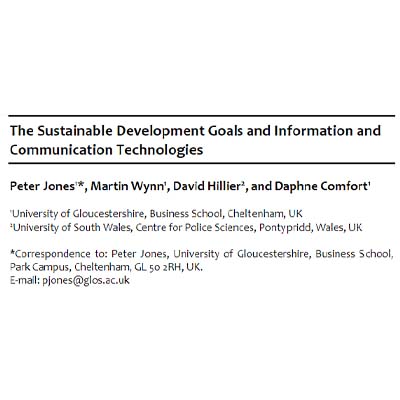 The Sustainable Development Goals and Information and
Communication Technologies
Peter Jones¹*, Martin Wynn¹, David Hillier², and Daphne Comfort¹
¹University of Gloucestershire, Business School, Cheltenham, UK
²University of South Wales, Centre for Police Sciences, Pontypridd, Wales, UK
*Correspondence to: Peter Jones, University of Gloucestershire, Business School,
Park Campus, Cheltenham, GL 50 2RH, UK.
E-mail: pjones@glos.ac.uk